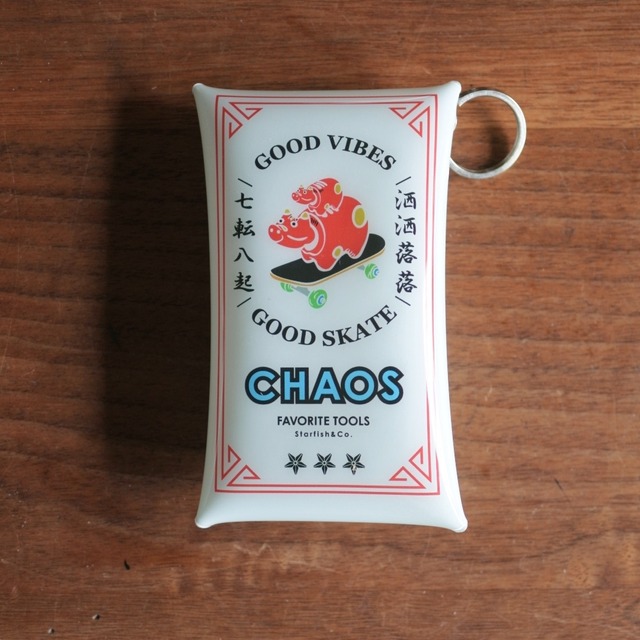 GOOD VIBES
七転八起
洒洒落落
GOOD SKATE
CHAOS
FAVORITE TOOLS
Starfish&Co.